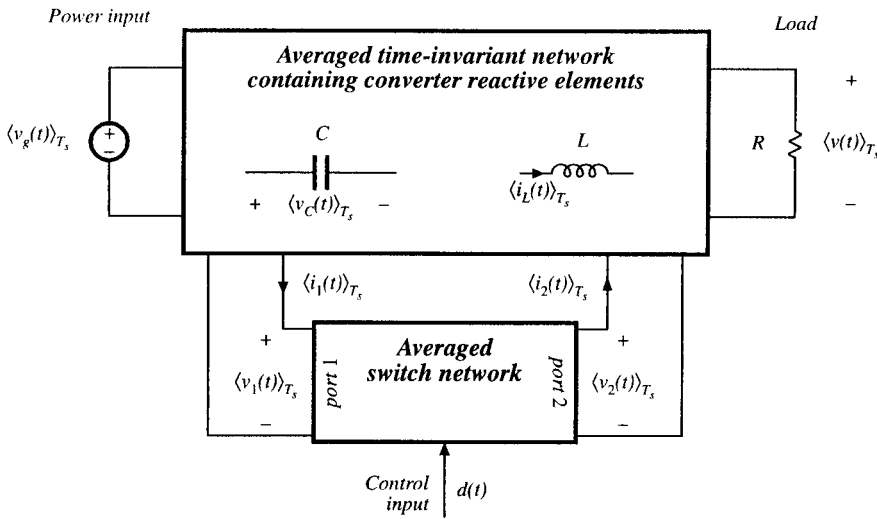 Power input
Load
Averaged time-invariant network
containing converter reactive elements
⟨v_g(t)⟩_{T_s}
+
−
C
+ ⟨v_C(t)⟩_{T_s} −
L
⟨i_L(t)⟩_{T_s}
R
+
⟨v(t)⟩_{T_s}
−
⟨i_1(t)⟩_{T_s}
⟨i_2(t)⟩_{T_s}
+
⟨v_1(t)⟩_{T_s}
−
port 1
Averaged
switch network
port 2
+
⟨v_2(t)⟩_{T_s}
−
Control
input
d(t)